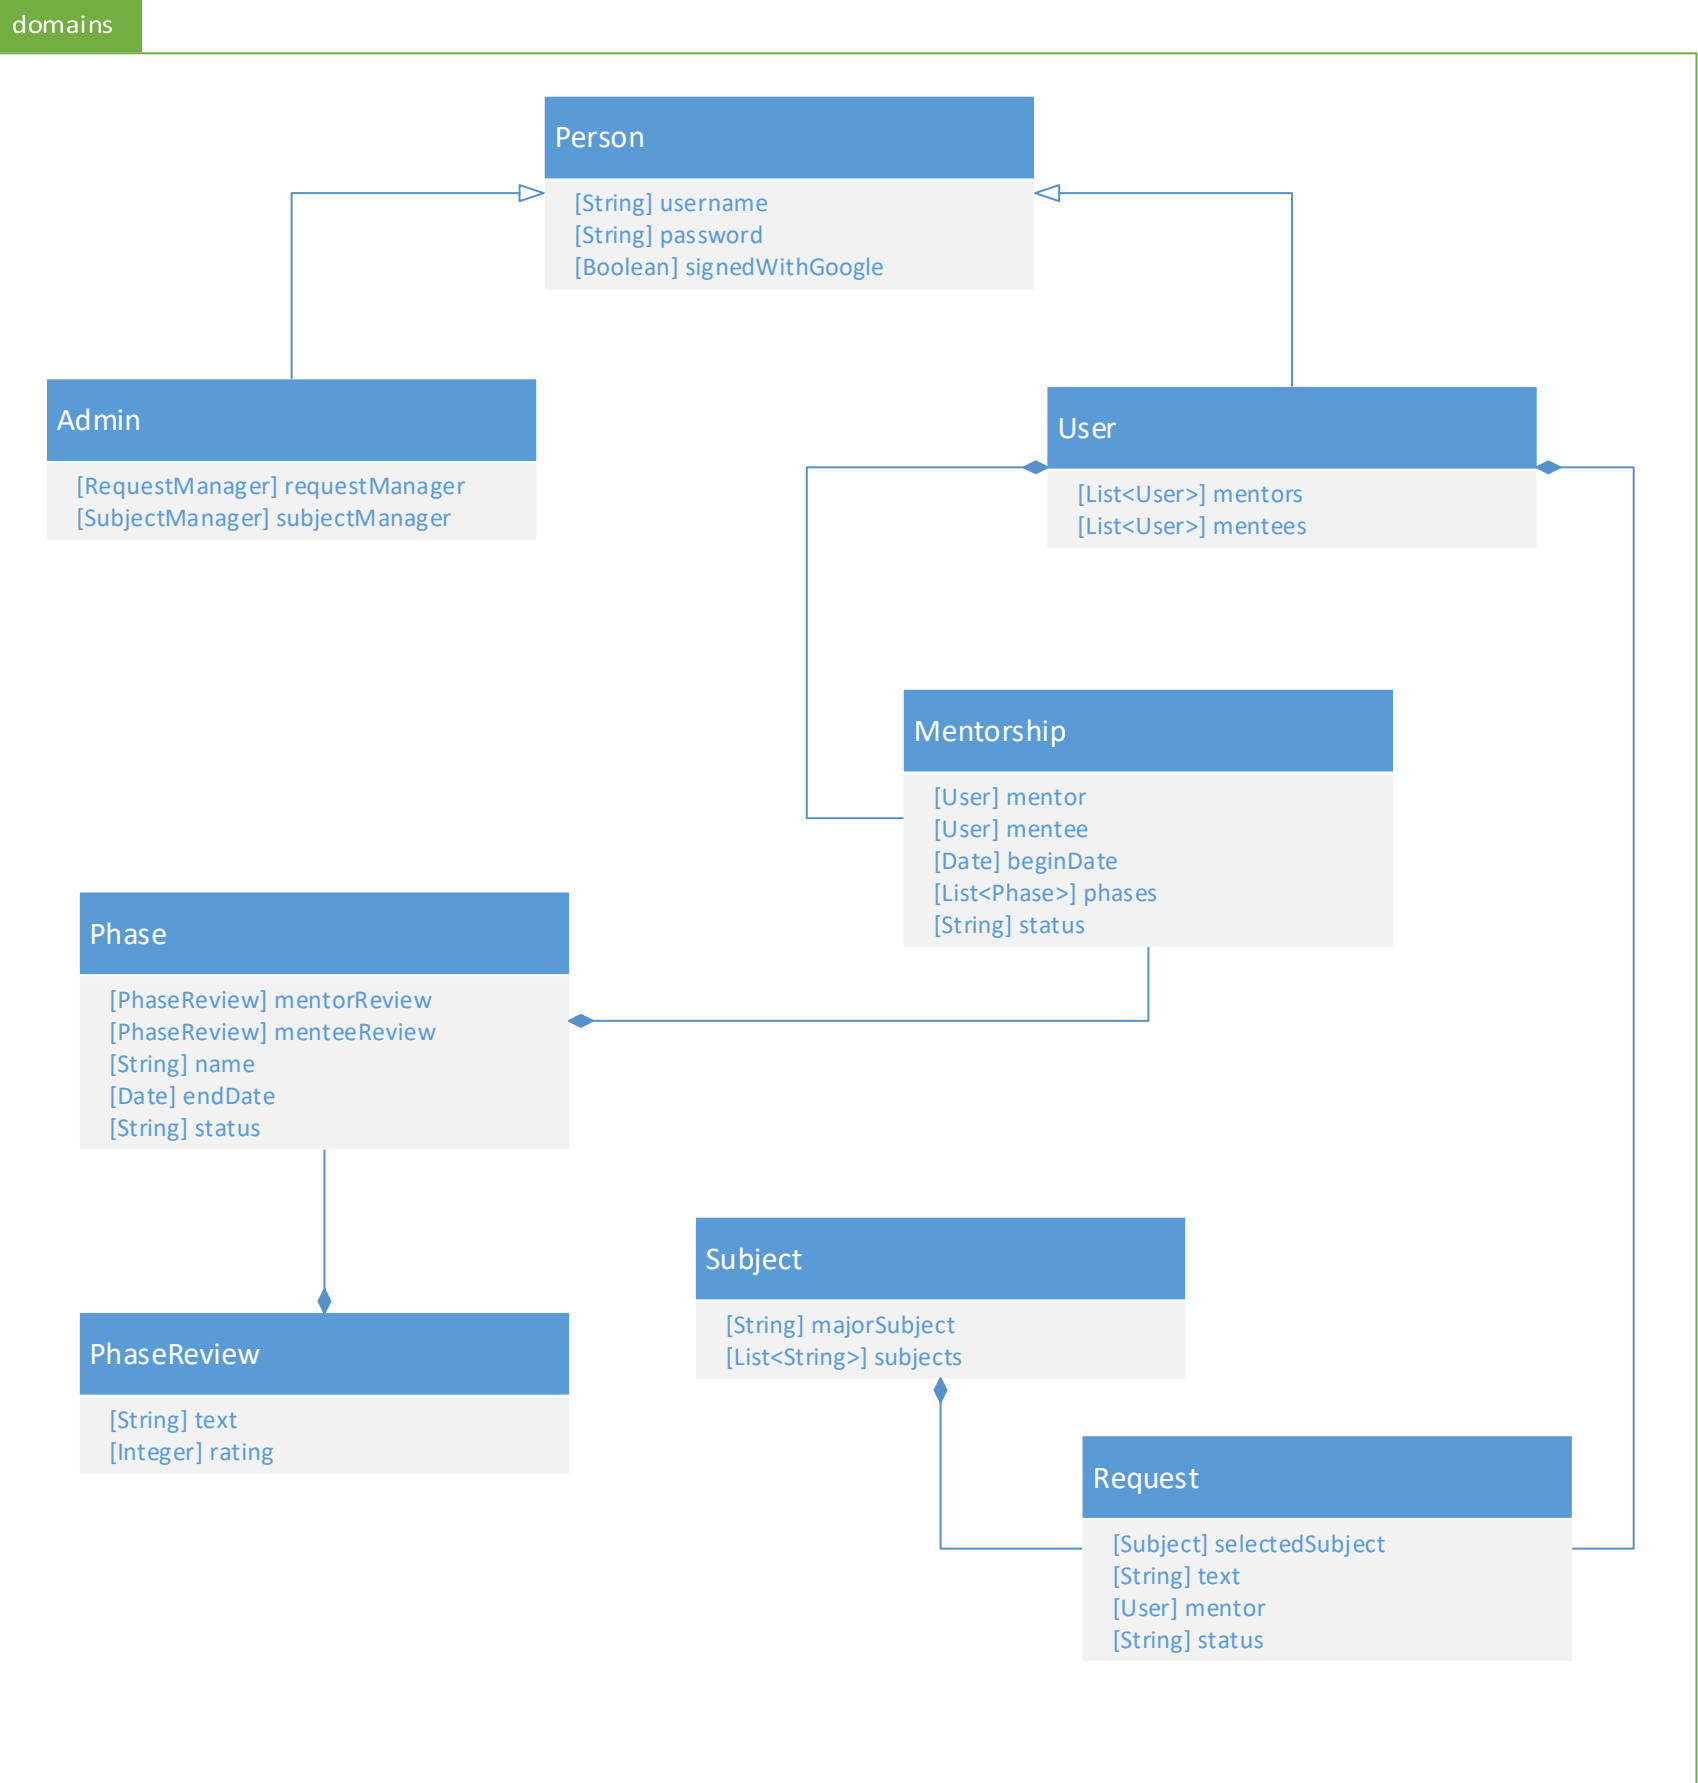 domains
Person
[String] username
[String] password
[Boolean] signedWithGoogle
Admin
[RequestManager] requestManager
[SubjectManager] subjectManager
User
[List<User>] mentors
[List<User>] mentees
Mentorship
[User] mentor
[User] mentee
[Date] beginDate
[List<Phase>] phases
[String] status
Phase
[PhaseReview] mentorReview
[PhaseReview] menteeReview
[String] name
[Date] endDate
[String] status
Subject
[String] majorSubject
[List<String>] subjects
PhaseReview
[String] text
[Integer] rating
Request
[Subject] selectedSubject
[String] text
[User] mentor
[String] status